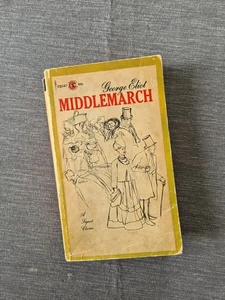 George Eliot
MIDDLEMARCH
A
Signet
Classic